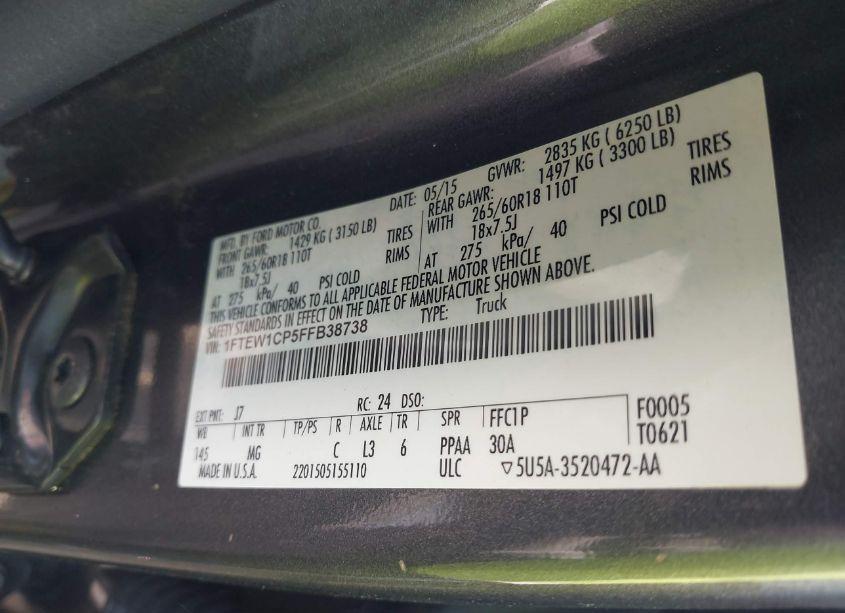 MFD. BY FORD MOTOR CO.
DATE: 05/15 GVWR: 2835 KG ( 6250 LB)
FRONT GAWR: 1429 KG ( 3150 LB)
REAR GAWR: 1497 KG ( 3300 LB)
WITH 265/60R18 110T TIRES
WITH 265/60R18 110T TIRES
18x7.5J RIMS
18x7.5J RIMS
AT 275 kPa/ 40 PSI COLD
AT 275 kPa/ 40 PSI COLD
THIS VEHICLE CONFORMS TO ALL APPLICABLE FEDERAL MOTOR VEHICLE
SAFETY STANDARDS IN EFFECT ON THE DATE OF MANUFACTURE SHOWN ABOVE.
VIN: 1FTEW1CP5FFB38738 TYPE: Truck
EXT PNT: J7 RC: 24 DSO:
WB INT TR TP/PS R AXLE TR SPR FFC1P F0005
145 MG C L3 6 PPAA 30A T0621
MADE IN U.S.A. 2201505155110 ULC ▽5U5A-3520472-AA